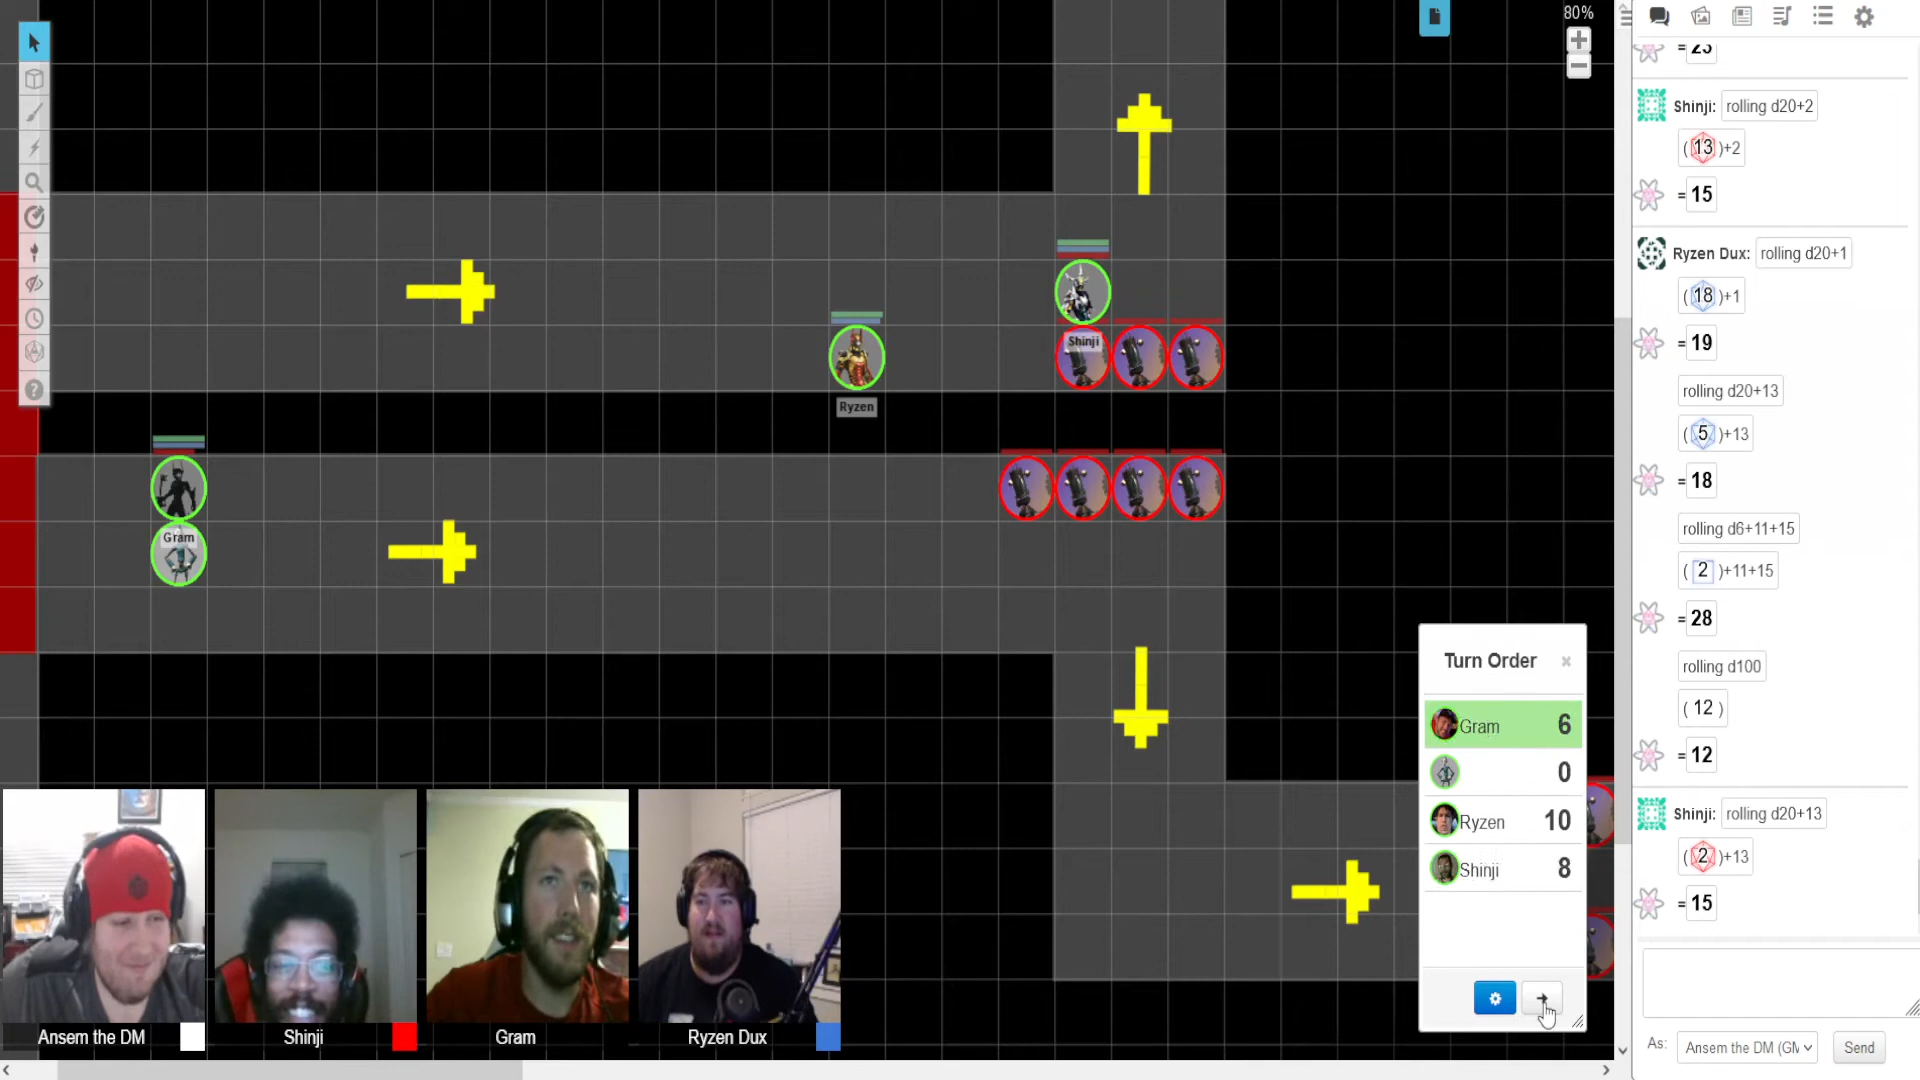 80%
=23
Shinji: rolling d20+2
(13)+2
=15
Ryzen Dux: rolling d20+1
(18)+1
=19
rolling d20+13
(5)+13
=18
rolling d6+11+15
(2)+11+15
=28
rolling d100
(12)
=12
Shinji: rolling d20+13
(2)+13
=15
As: Ansem the DM (GM
Send
Shinji
Ryzen
Gram
Turn Order ×
Gram 6
0
Ryzen 10
Shinji 8
Ansem the DM
Shinji
Gram
Ryzen Dux